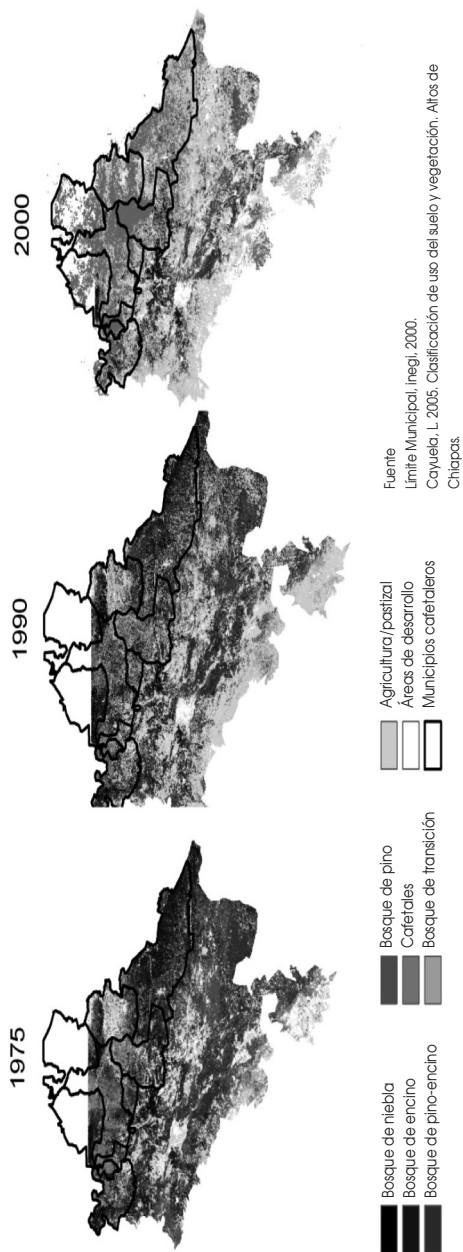 1975
1990
2000
Bosque de niebla
Bosque de encino
Bosque de pino-encino
Bosque de pino
Cafetales
Bosque de transición
Agricultura/pastizal
Áreas de desarrollo
Municipios cafetaleros
Fuente
Límite Municipal, inegi, 2000.
Cayuela, L. 2005. Clasificación de uso del suelo y vegetación. Altos de
Chiapas.